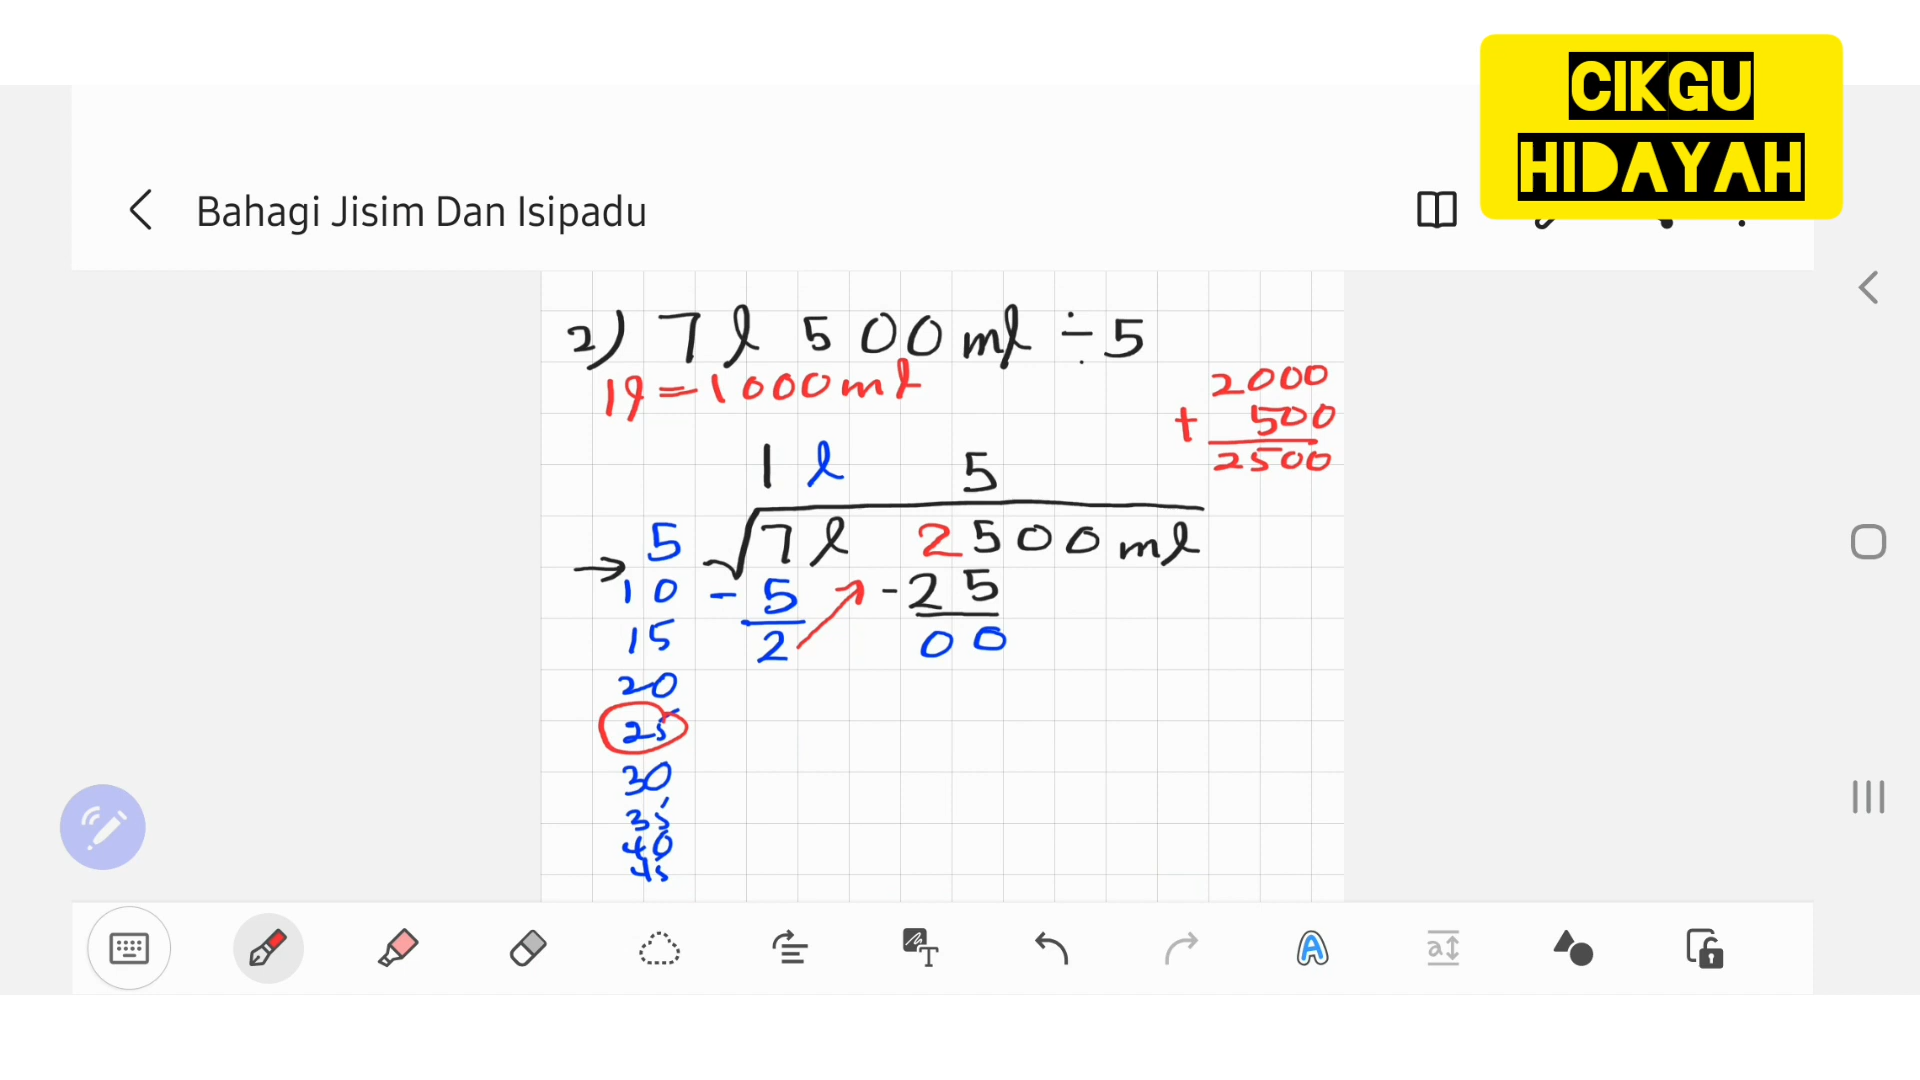 CIKGU
HIDAYAH
Bahagi Jisim Dan Isipadu
2) 7 l 500 ml ÷ 5
1l = 1000 ml
2000
+ 500
2500
1 l 5
5 7 l 2500 ml
→ 10 - 5 - 25
15 2 00
20
25
30
35
40
45